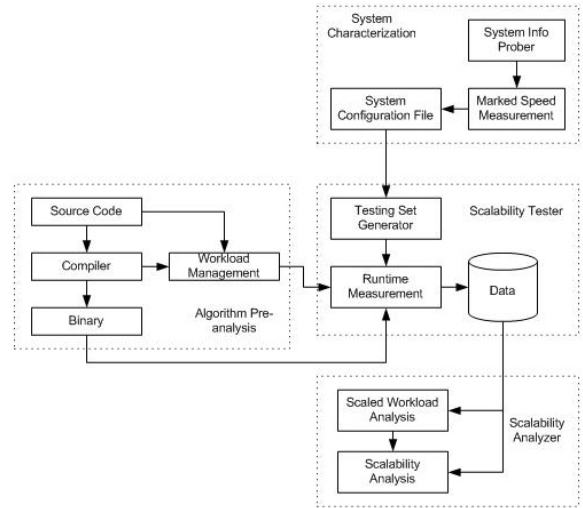 System
Characterization
System Info
Prober
System
Configuration File
Marked Speed
Measurement
Source Code
Testing Set
Generator
Scalability Tester
Compiler
Workload
Management
Runtime
Measurement
Data
Binary
Algorithm Pre-
analysis
Scaled Workload
Analysis
Scalability
Analyzer
Scalability
Analysis